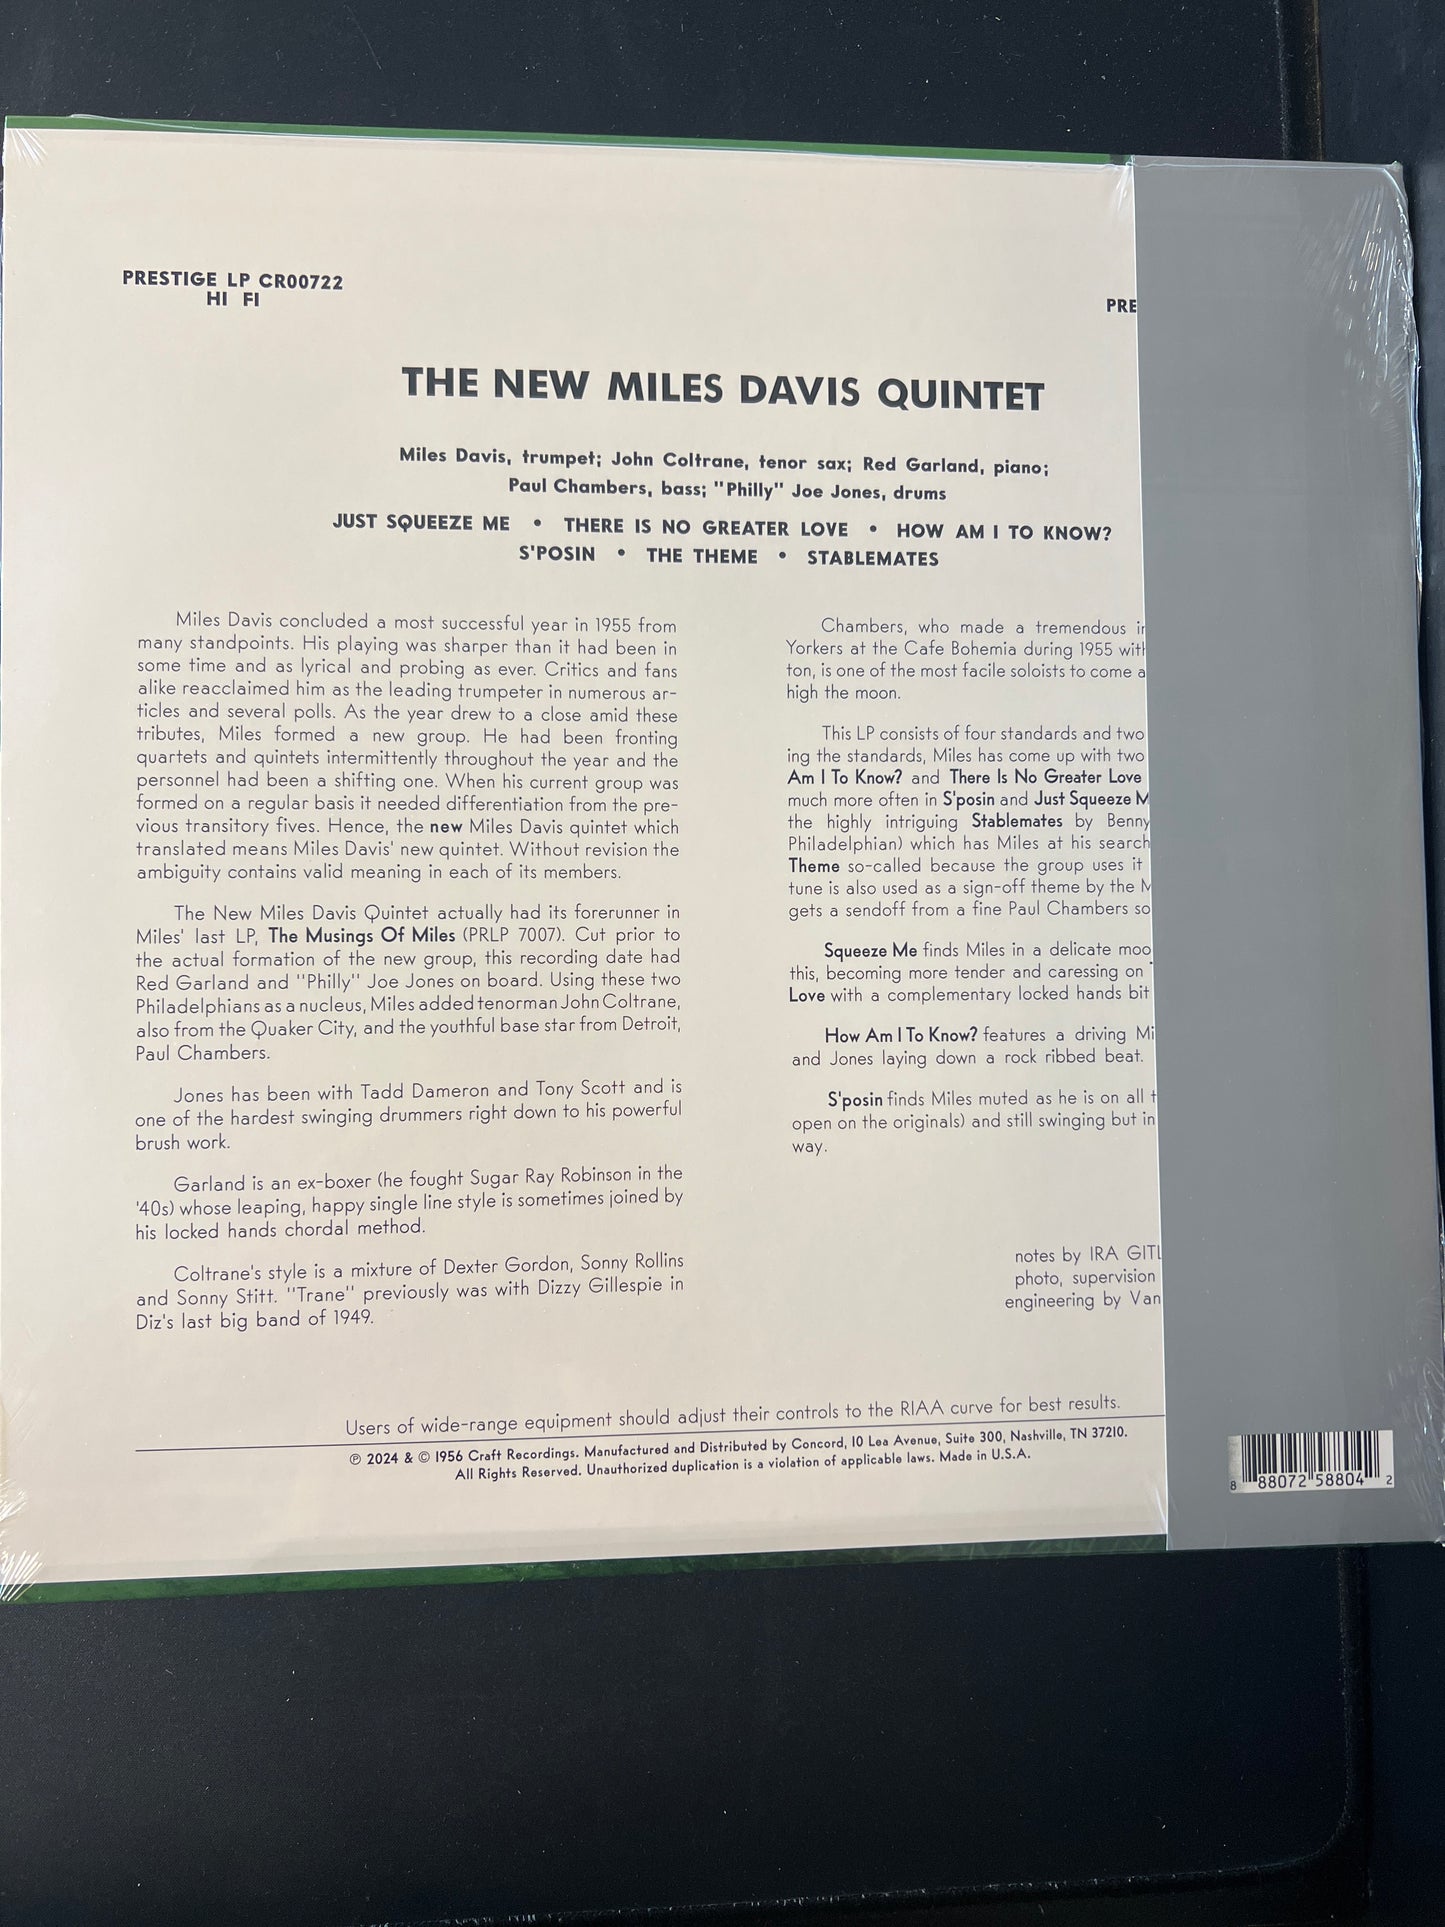 PRESTIGE LP CR00722
HI FI
PRE
THE NEW MILES DAVIS QUINTET
Miles Davis, trumpet; John Coltrane, tenor sax; Red Garland, piano;
Paul Chambers, bass; "Philly" Joe Jones, drums
JUST SQUEEZE ME • THERE IS NO GREATER LOVE • HOW AM I TO KNOW?
S'POSIN • THE THEME • STABLEMATES
Miles Davis concluded a most successful year in 1955 from
many standpoints. His playing was sharper than it had been in
some time and as lyrical and probing as ever. Critics and fans
alike reacclaimed him as the leading trumpeter in numerous ar-
ticles and several polls. As the year drew to a close amid these
tributes, Miles formed a new group. He had been fronting
quartets and quintets intermittently throughout the year and the
personnel had been a shifting one. When his current group was
formed on a regular basis it needed differentiation from the pre-
vious transitory fives. Hence, the new Miles Davis quintet which
translated means Miles Davis' new quintet. Without revision the
ambiguity contains valid meaning in each of its members.
The New Miles Davis Quintet actually had its forerunner in
Miles' last LP, The Musings Of Miles (PRLP 7007). Cut prior to
the actual formation of the new group, this recording date had
Red Garland and "Philly" Joe Jones on board. Using these two
Philadelphians as a nucleus, Miles added tenorman John Coltrane,
also from the Quaker City, and the youthful base star from Detroit,
Paul Chambers.
Jones has been with Tadd Dameron and Tony Scott and is
one of the hardest swinging drummers right down to his powerful
brush work.
Garland is an ex-boxer (he fought Sugar Ray Robinson in the
'40s) whose leaping, happy single line style is sometimes joined by
his locked hands chordal method.
Coltrane's style is a mixture of Dexter Gordon, Sonny Rollins
and Sonny Stitt. "Trane" previously was with Dizzy Gillespie in
Diz's last big band of 1949.
Chambers, who made a tremendous
Yorkers at the Cafe Bohemia during 1955 with
ton, is one of the most facile soloists to come a
high the moon.
This LP consists of four standards and two
ing the standards, Miles has come up with two
Am I To Know? and There Is No Greater Love
much more often in S'posin and Just Squeeze M
the highly intriguing Stablemates by Benny
Philadelphian) which has Miles at his search
Theme so-called because the group uses it
tune is also used as a sign-off theme by the M
gets a sendoff from a fine Paul Chambers so
Squeeze Me finds Miles in a delicate moo
this, becoming more tender and caressing on
Love with a complementary locked hands bit
How Am I To Know? features a driving Mi
and Jones laying down a rock ribbed beat.
S'posin finds Miles muted as he is on all t
open on the originals) and still swinging but in
way.
notes by IRA GITL
photo, supervision
engineering by Van
Users of wide-range equipment should adjust their controls to the RIAA curve for best results.
℗ 2024 & © 1956 Craft Recordings. Manufactured and Distributed by Concord, 10 Lea Avenue, Suite 300, Nashville, TN 37210.
All Rights Reserved. Unauthorized duplication is a violation of applicable laws. Made in U.S.A.
8 88072 58804 2